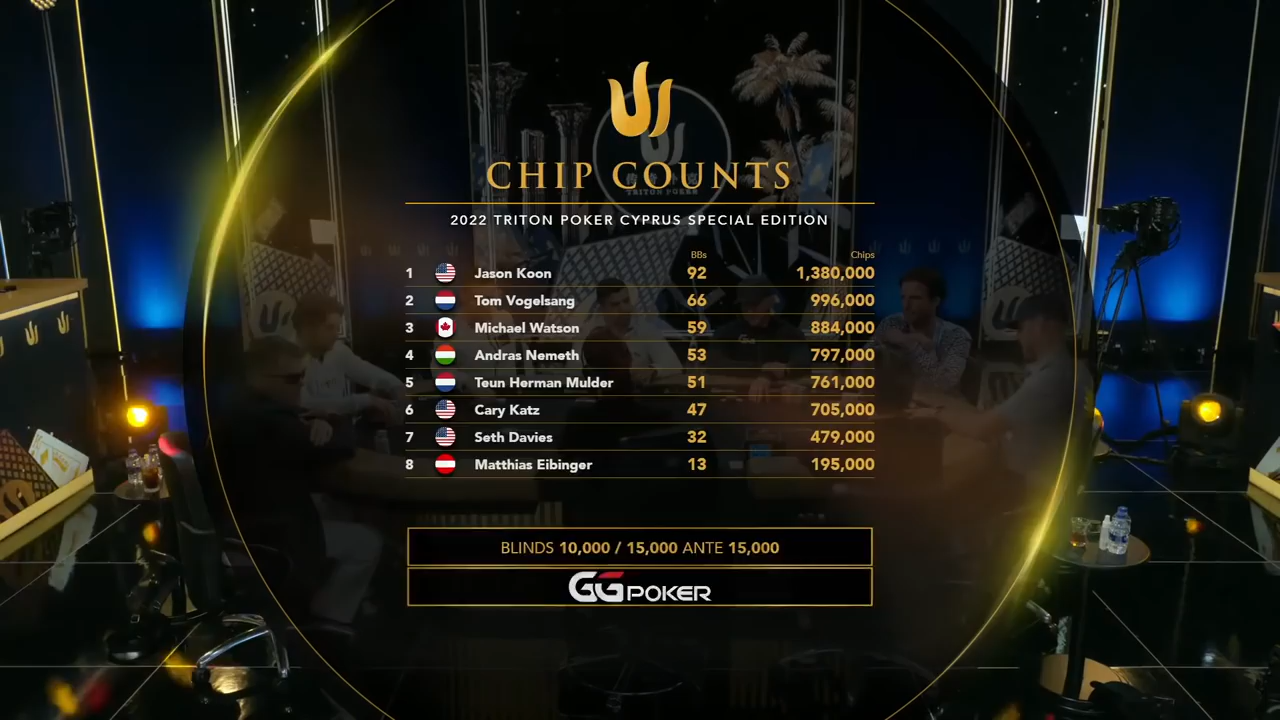 CHIP COUNTS
TRITON POKER
2022 TRITON POKER CYPRUS SPECIAL EDITION
BBs Chips
1 Jason Koon 92 1,380,000
2 Tom Vogelsang 66 996,000
3 Michael Watson 59 884,000
4 Andras Nemeth 53 797,000
5 Teun Herman Mulder 51 761,000
6 Cary Katz 47 705,000
7 Seth Davies 32 479,000
8 Matthias Eibinger 13 195,000
BLINDS 10,000 / 15,000 ANTE 15,000
GGPOKER